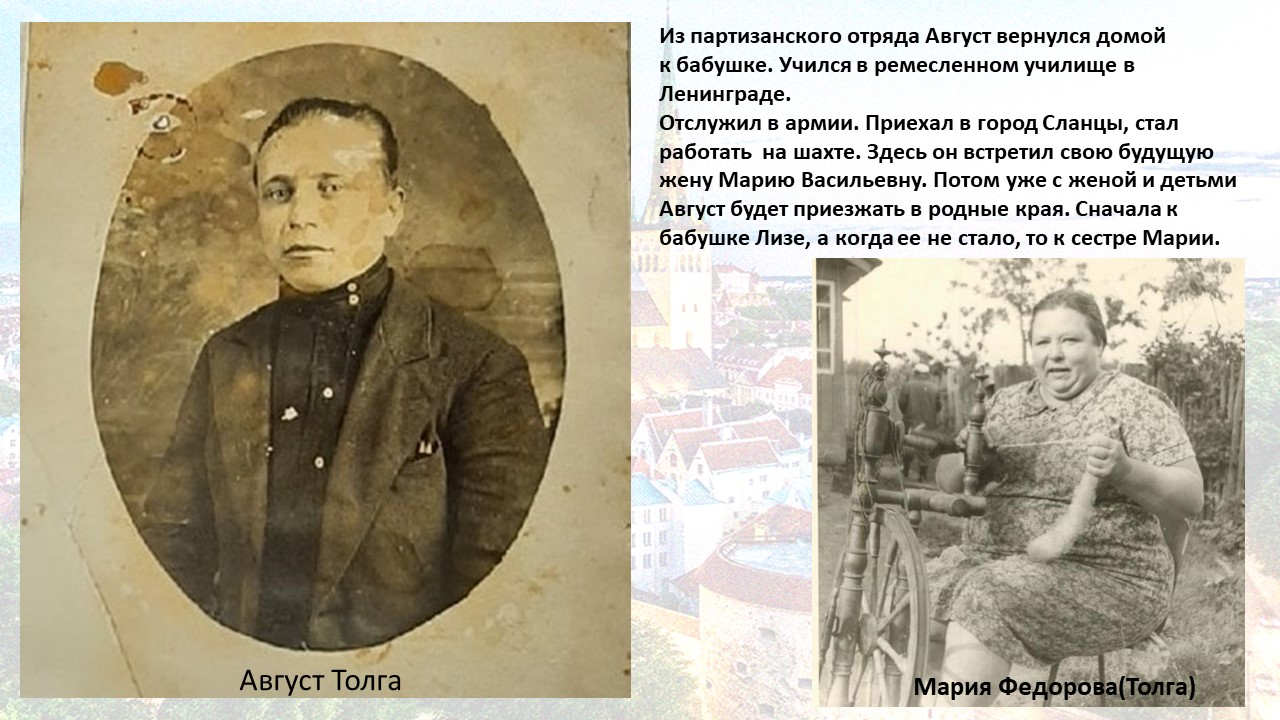 Из партизанского отряда Август вернулся домой
к бабушке. Учился в ремесленном училище в
Ленинграде.
Отслужил в армии. Приехал в город Сланцы, стал
работать на шахте. Здесь он встретил свою будущую
жену Марию Васильевну. Потом уже с женой и детьми
Август будет приезжать в родные края. Сначала к
бабушке Лизе, а когда ее не стало, то к сестре Марии.
Август Толга
Мария Федорова(Толга)